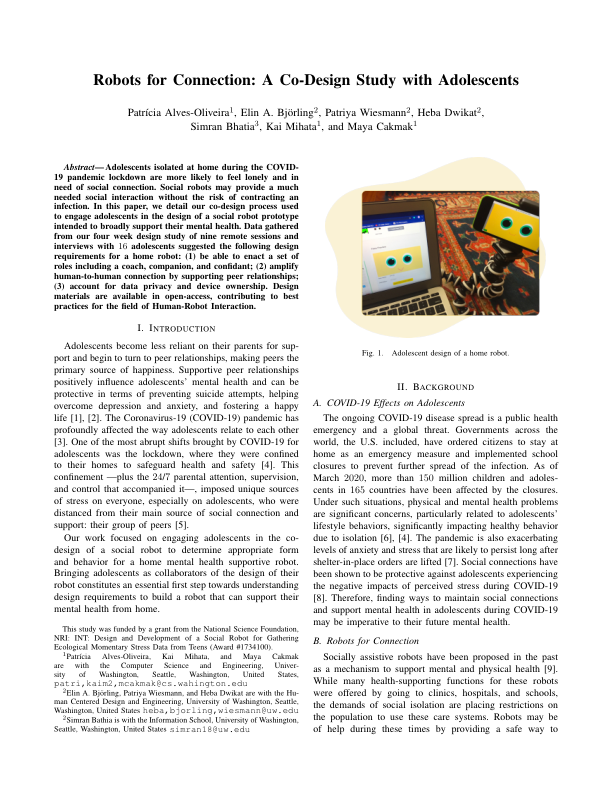 Robots for Connection: A Co-Design Study with Adolescents
Patrícia Alves-Oliveira1, Elin A. Björling2, Patriya Wiesmann2, Heba Dwikat2,
Simran Bhatia3, Kai Mihata1, and Maya Cakmak1
Abstract—Adolescents isolated at home during the COVID-
19 pandemic lockdown are more likely to feel lonely and in
need of social connection. Social robots may provide a much
needed social interaction without the risk of contracting an
infection. In this paper, we detail our co-design process used
to engage adolescents in the design of a social robot prototype
intended to broadly support their mental health. Data gathered
from our four week design study of nine remote sessions and
interviews with 16 adolescents suggested the following design
requirements for a home robot: (1) be able to enact a set of
roles including a coach, companion, and confidant; (2) amplify
human-to-human connection by supporting peer relationships;
(3) account for data privacy and device ownership. Design
materials are available in open-access, contributing to best
practices for the field of Human-Robot Interaction.
I. INTRODUCTION
Adolescents become less reliant on their parents for sup-
port and begin to turn to peer relationships, making peers the
primary source of happiness. Supportive peer relationships
positively influence adolescents' mental health and can be
protective in terms of preventing suicide attempts, helping
overcome depression and anxiety, and fostering a happy
life [1], [2]. The Coronavirus-19 (COVID-19) pandemic has
profoundly affected the way adolescents relate to each other
[3]. One of the most abrupt shifts brought by COVID-19 for
adolescents was the lockdown, where they were confined
to their homes to safeguard health and safety [4]. This
confinement —plus the 24/7 parental attention, supervision,
and control that accompanied it—, imposed unique sources
of stress on everyone, especially on adolescents, who were
distanced from their main source of social connection and
support: their group of peers [5].
Our work focused on engaging adolescents in the co-
design of a social robot to determine appropriate form
and behavior for a home mental health supportive robot.
Bringing adolescents as collaborators of the design of their
robot constitutes an essential first step towards understanding
design requirements to build a robot that can support their
mental health from home.
This study was funded by a grant from the National Science Foundation,
NRI: INT: Design and Development of a Social Robot for Gathering
Ecological Momentary Stress Data from Teens (Award #1734100).
1Patrícia Alves-Oliveira, Kai Mihata, and Maya Cakmak
are with the Computer Science and Engineering, Univer-
sity of Washington, Seattle, Washington, United States,
patri,kaim2,mcakmak@cs.wahington.edu
2Elin A. Björling, Patriya Wiesmann, and Heba Dwikat are with the Hu-
man Centered Design and Engineering, University of Washington, Seattle,
Washington, United States heba,bjorling,wiesmann@uw.edu
2Simran Bathia is with the Information School, University of Washington,
Seattle, Washington, United States simran18@uw.edu
Fig. 1. Adolescent design of a home robot.
II. BACKGROUND
A. COVID-19 Effects on Adolescents
The ongoing COVID-19 disease spread is a public health
emergency and a global threat. Governments across the
world, the U.S. included, have ordered citizens to stay at
home as an emergency measure and implemented school
closures to prevent further spread of the infection. As of
March 2020, more than 150 million children and adoles-
cents in 165 countries have been affected by the closures.
Under such situations, physical and mental health problems
are significant concerns, particularly related to adolescents'
lifestyle behaviors, significantly impacting healthy behavior
due to isolation [6], [4]. The pandemic is also exacerbating
levels of anxiety and stress that are likely to persist long after
shelter-in-place orders are lifted [7]. Social connections have
been shown to be protective against adolescents experiencing
the negative impacts of perceived stress during COVID-19
[8]. Therefore, finding ways to maintain social connections
and support mental in adolescents during COVID-19
may be imperative to their future mental health.
B. Robots for Connection
Socially assistive robots have been proposed in the past
as a mechanism to support mental and physical health [9].
While many health-supporting functions for these robots
were offered by going to clinics, hospitals, and schools,
the demands of social isolation are placing restrictions on
the population to use these care systems. Robots may be
of help during these times by providing a safe way to